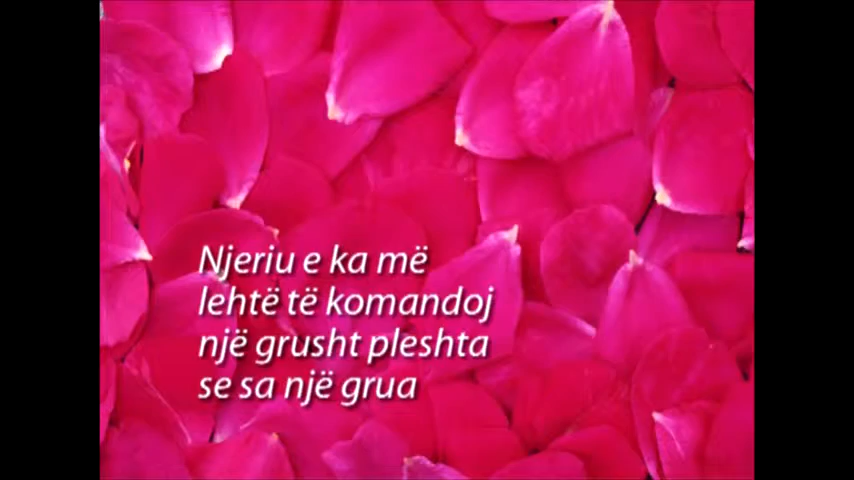 Njeriu e ka më
lehtë të komandoj
një grusht pleshta
se sa një grua